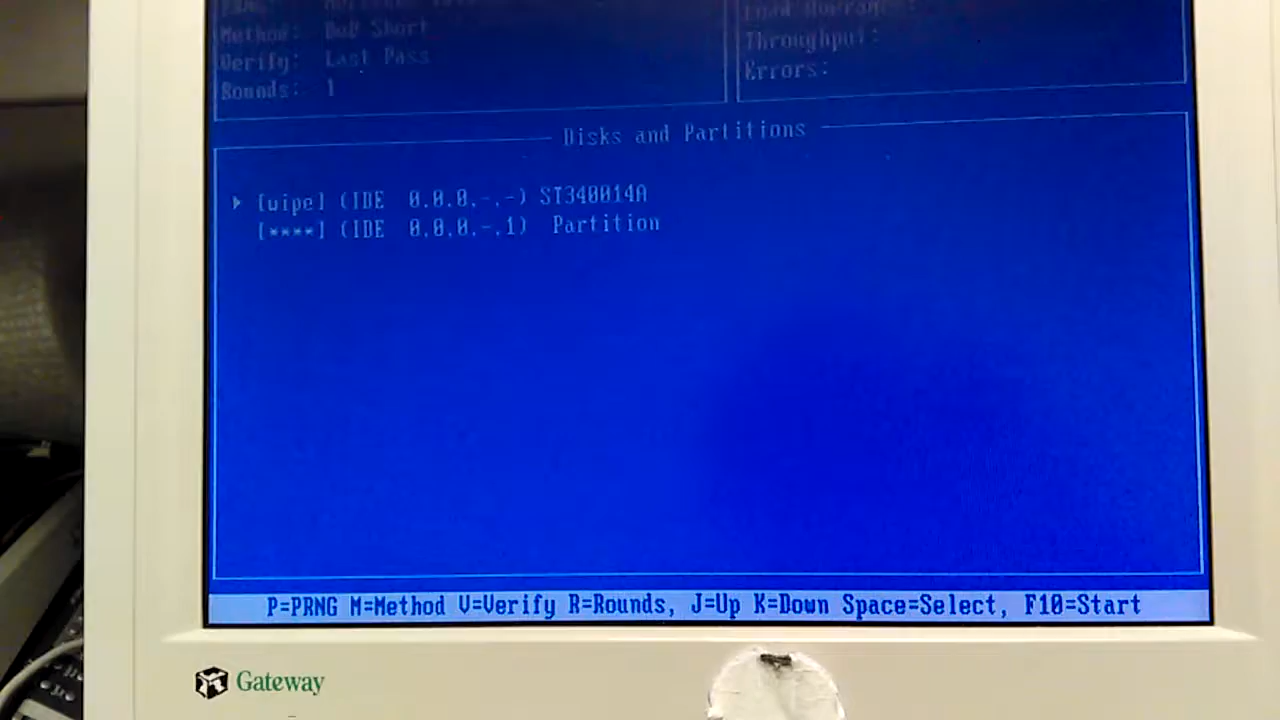 Method: DoD Short
Verify: Last Pass
Rounds: 1
Throughput:
Errors:
Disks and Partitions
[wipe] (IDE 0.0.0.-.-) ST340014A
[****] (IDE 0.0.0.-.1) Partition
P=PRNG M=Method V=Verify R=Rounds, J=Up K=Down Space=Select, F10=Start
Gateway